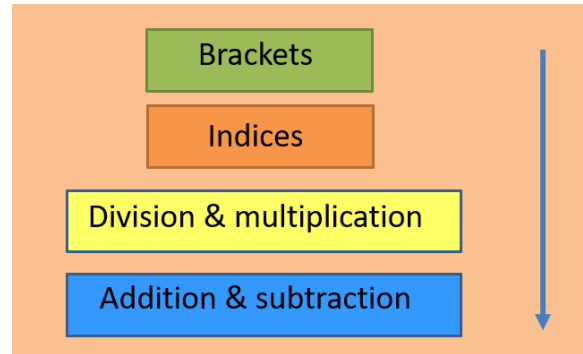 Brackets
Indices
Division & multiplication
Addition & subtraction